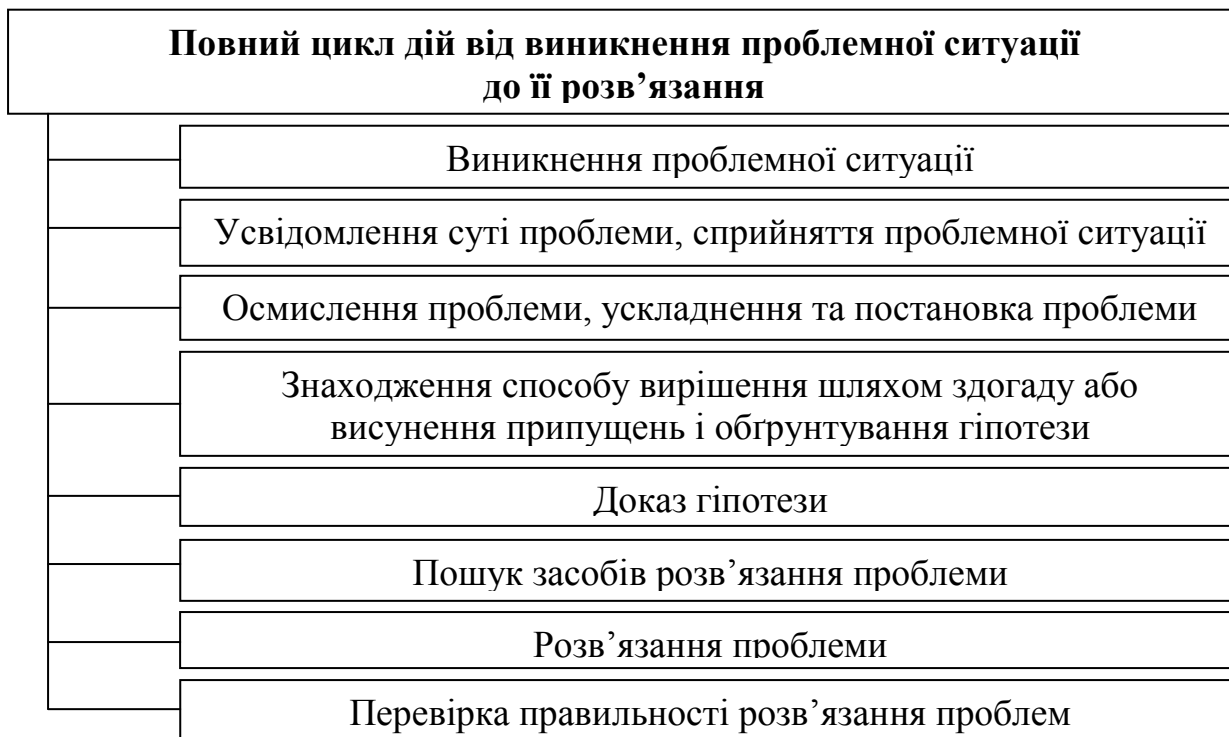 Повний цикл дій від виникнення проблемної ситуації
до її розв’язання
Виникнення проблемної ситуації
Усвідомлення суті проблеми, сприйняття проблемної ситуації
Осмислення проблеми, ускладнення та постановка проблеми
Знаходження способу вирішення шляхом здогаду або
висунення припущень і обґрунтування гіпотези
Доказ гіпотези
Пошук засобів розв’язання проблеми
Розв’язання проблеми
Перевірка правильності розв’язання проблем